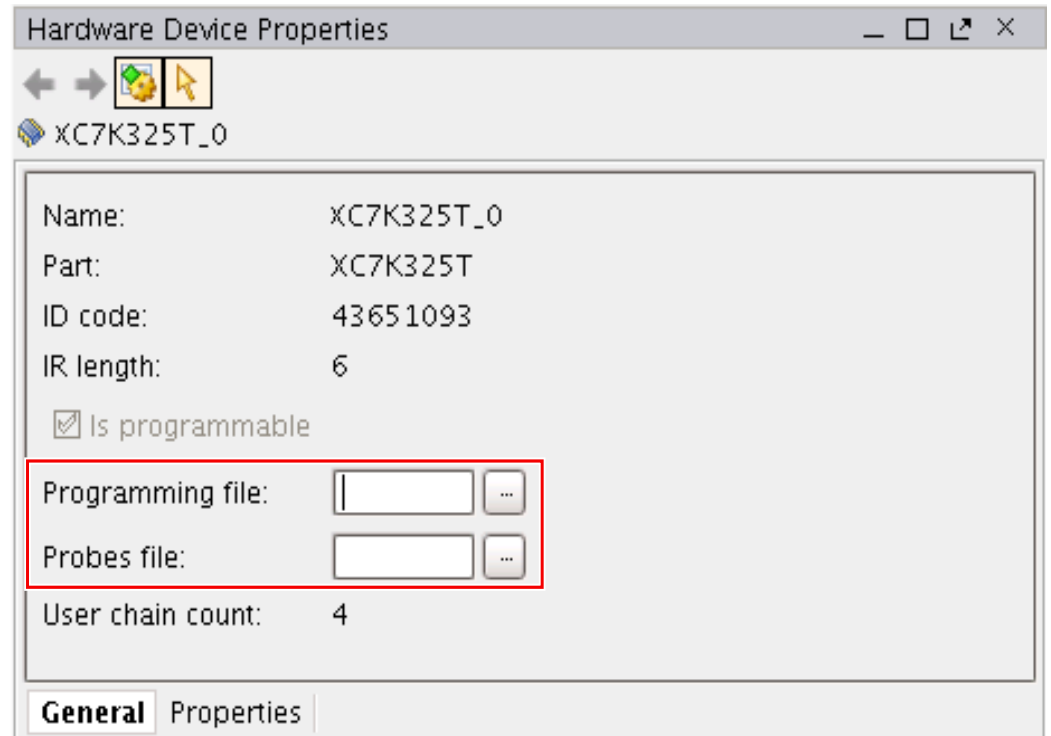 Hardware Device Properties
XC7K325T_0
Name: XC7K325T_0
Part: XC7K325T
ID code: 43651093
IR length: 6
Is programmable
Programming file: ...
Probes file: ...
User chain count: 4
General Properties